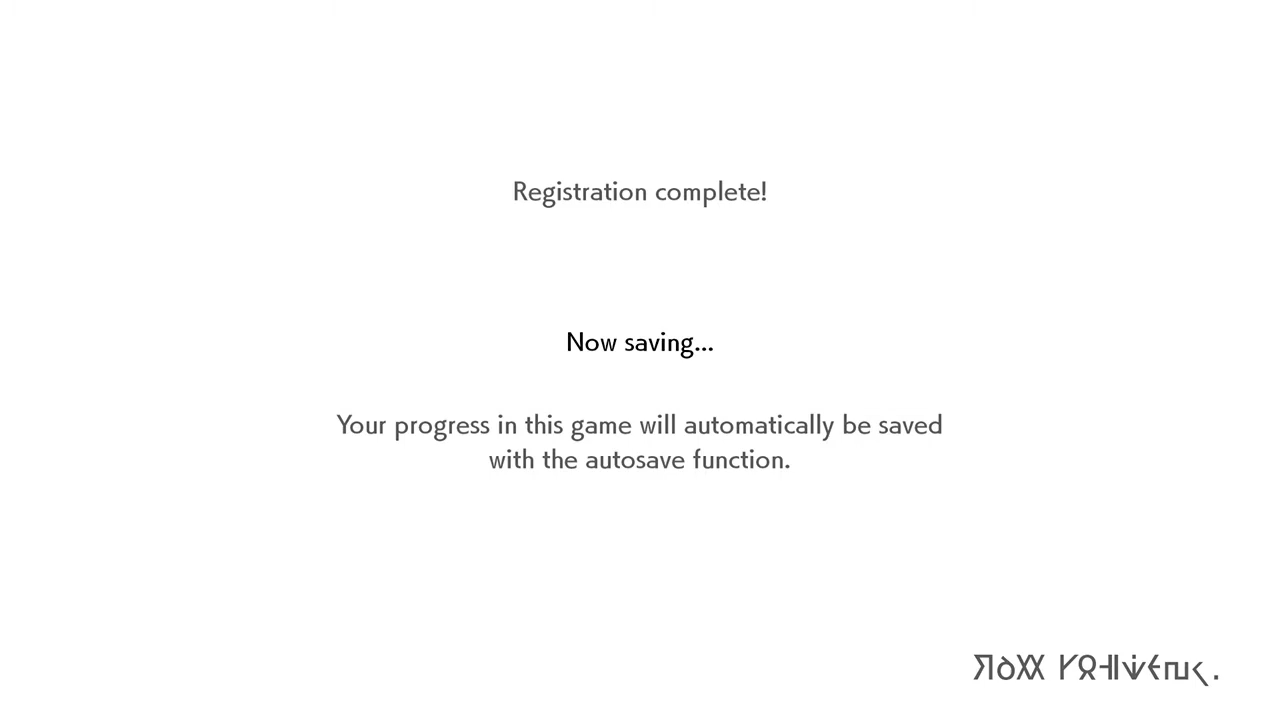 Registration complete!
Now saving...
Your progress in this game will automatically be saved
with the autosave function.